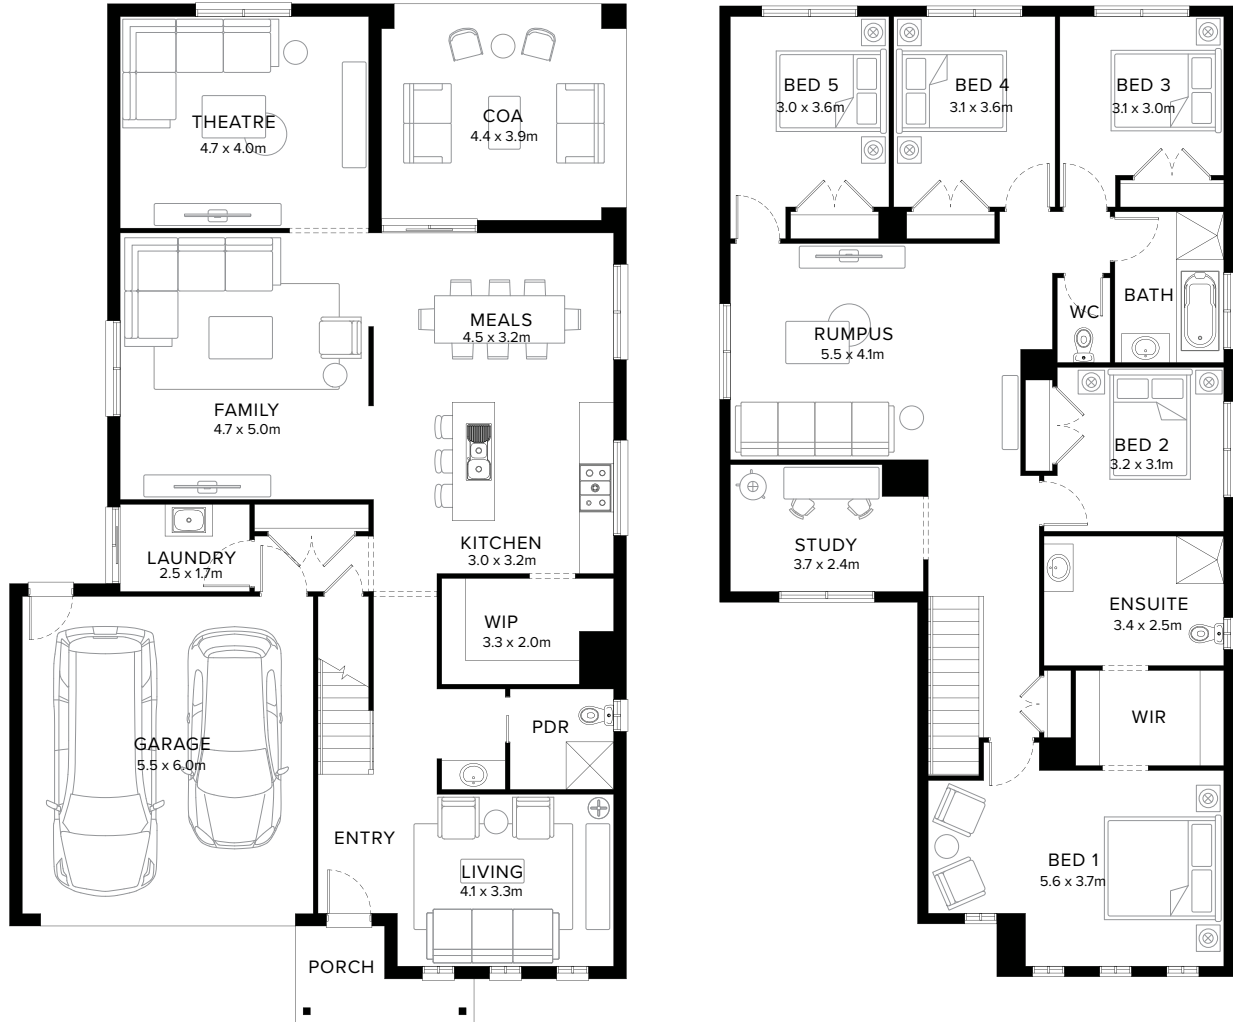 THEATRE
4.7 x 4.0m
COA
4.4 x 3.9m
MEALS
4.5 x 3.2m
FAMILY
4.7 x 5.0m
KITCHEN
3.0 x 3.2m
LAUNDRY
2.5 x 1.7m
WIP
3.3 x 2.0m
PDR
GARAGE
5.5 x 6.0m
ENTRY
LIVING
4.1 x 3.3m
PORCH
BED 5
3.0 x 3.6m
BED 4
3.1 x 3.6m
BED 3
3.1 x 3.0m
BATH
WC
RUMPUS
5.5 x 4.1m
BED 2
3.2 x 3.1m
STUDY
3.7 x 2.4m
ENSUITE
3.4 x 2.5m
WIR
BED 1
5.6 x 3.7m